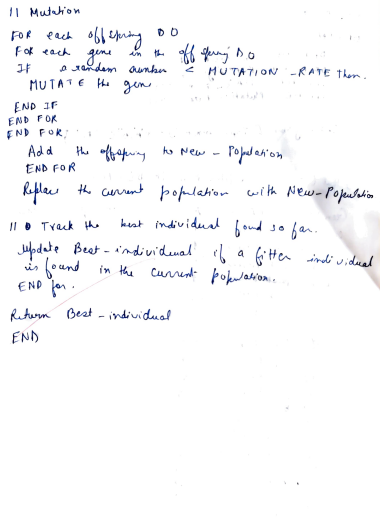 // Mutation
FOR each offspring DO
FOR each gene in the offspring DO
IF a random number < MUTATION-RATE then.
MUTATE the gene
END IF
END FOR
END FOR.
Add the offspring to New-Population
END FOR
Replace the current population with New-Population
// Track the best individual found so far.
Update Best-individual if a fitter individual
is found in the current population.
END for.
Return Best-individual
END